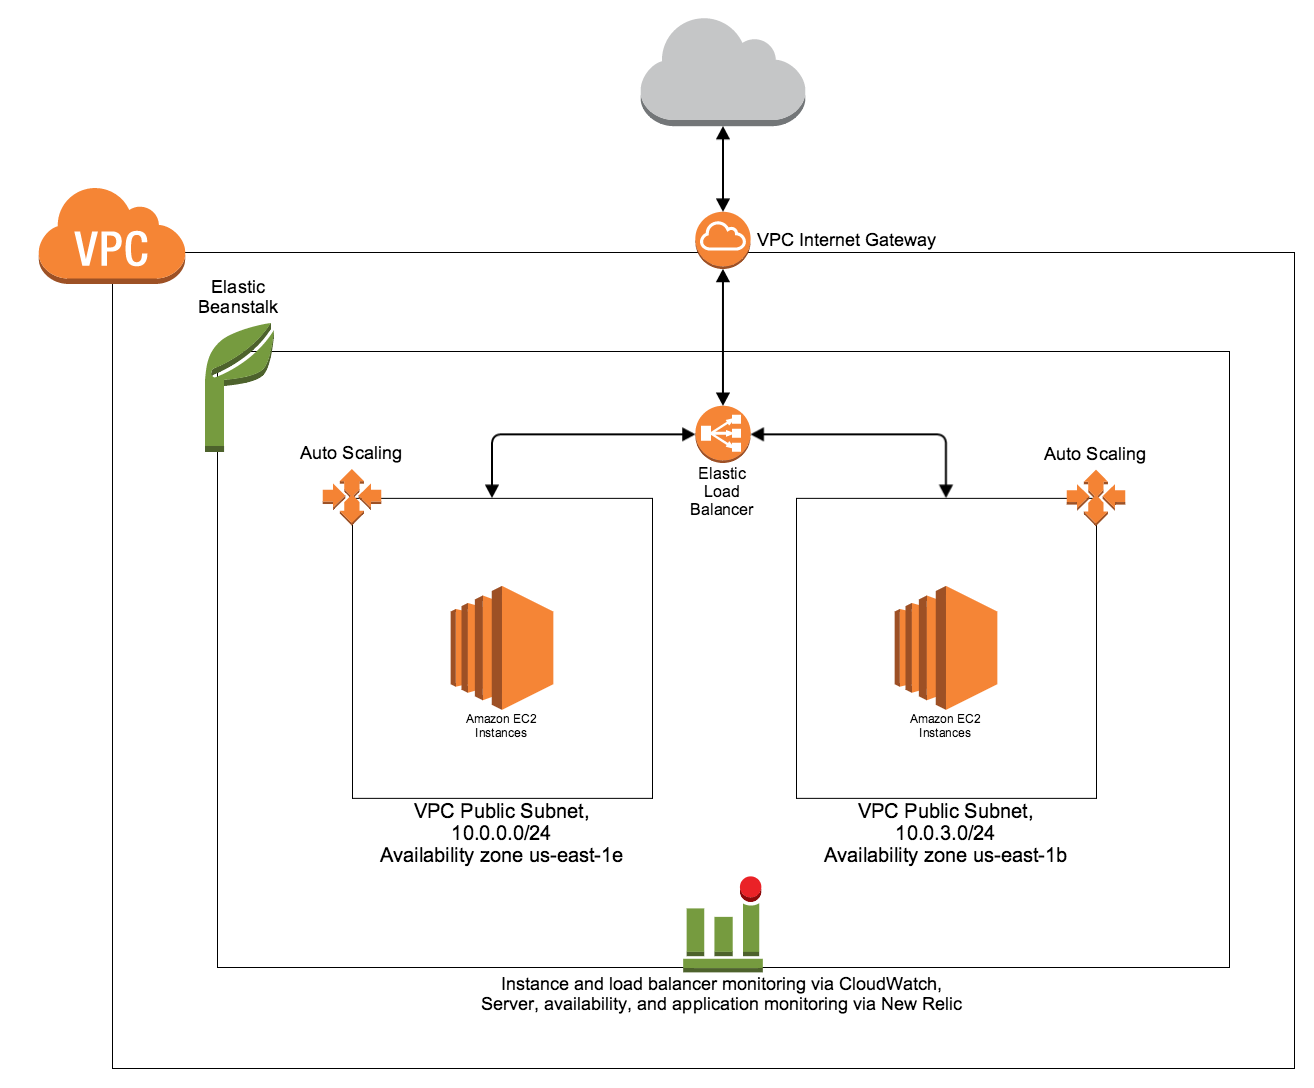 VPC Internet Gateway
VPC
Elastic
Beanstalk
Auto Scaling
Elastic
Load
Balancer
Auto Scaling
Amazon EC2
Instances
Amazon EC2
Instances
VPC Public Subnet,
10.0.0.0/24
Availability zone us-east-1e
VPC Public Subnet,
10.0.3.0/24
Availability zone us-east-1b
Instance and load balancer monitoring via CloudWatch,
Server, availability, and application monitoring via New Relic